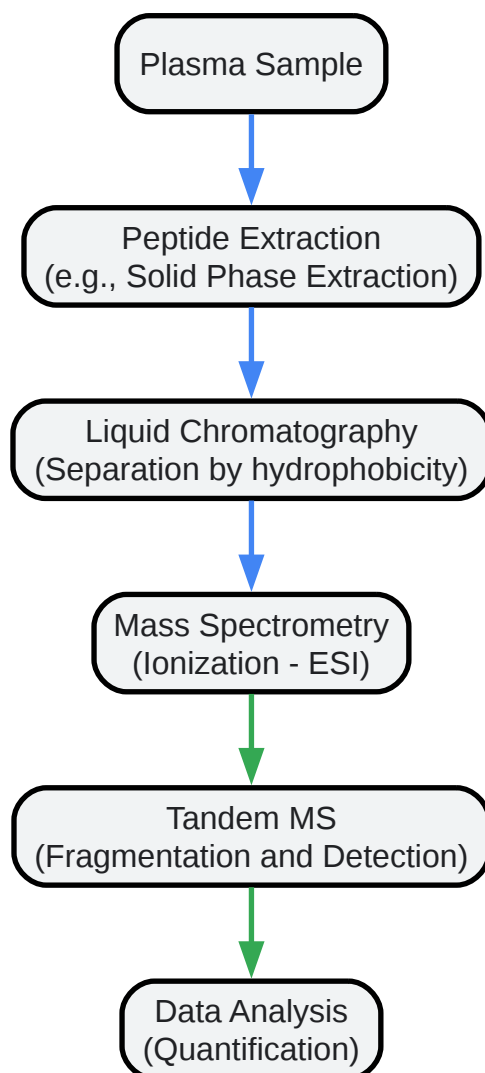 Plasma Sample
Peptide Extraction
(e.g., Solid Phase Extraction)
Liquid Chromatography
(Separation by hydrophobicity)
Mass Spectrometry
(Ionization - ESI)
Tandem MS
(Fragmentation and Detection)
Data Analysis
(Quantification)